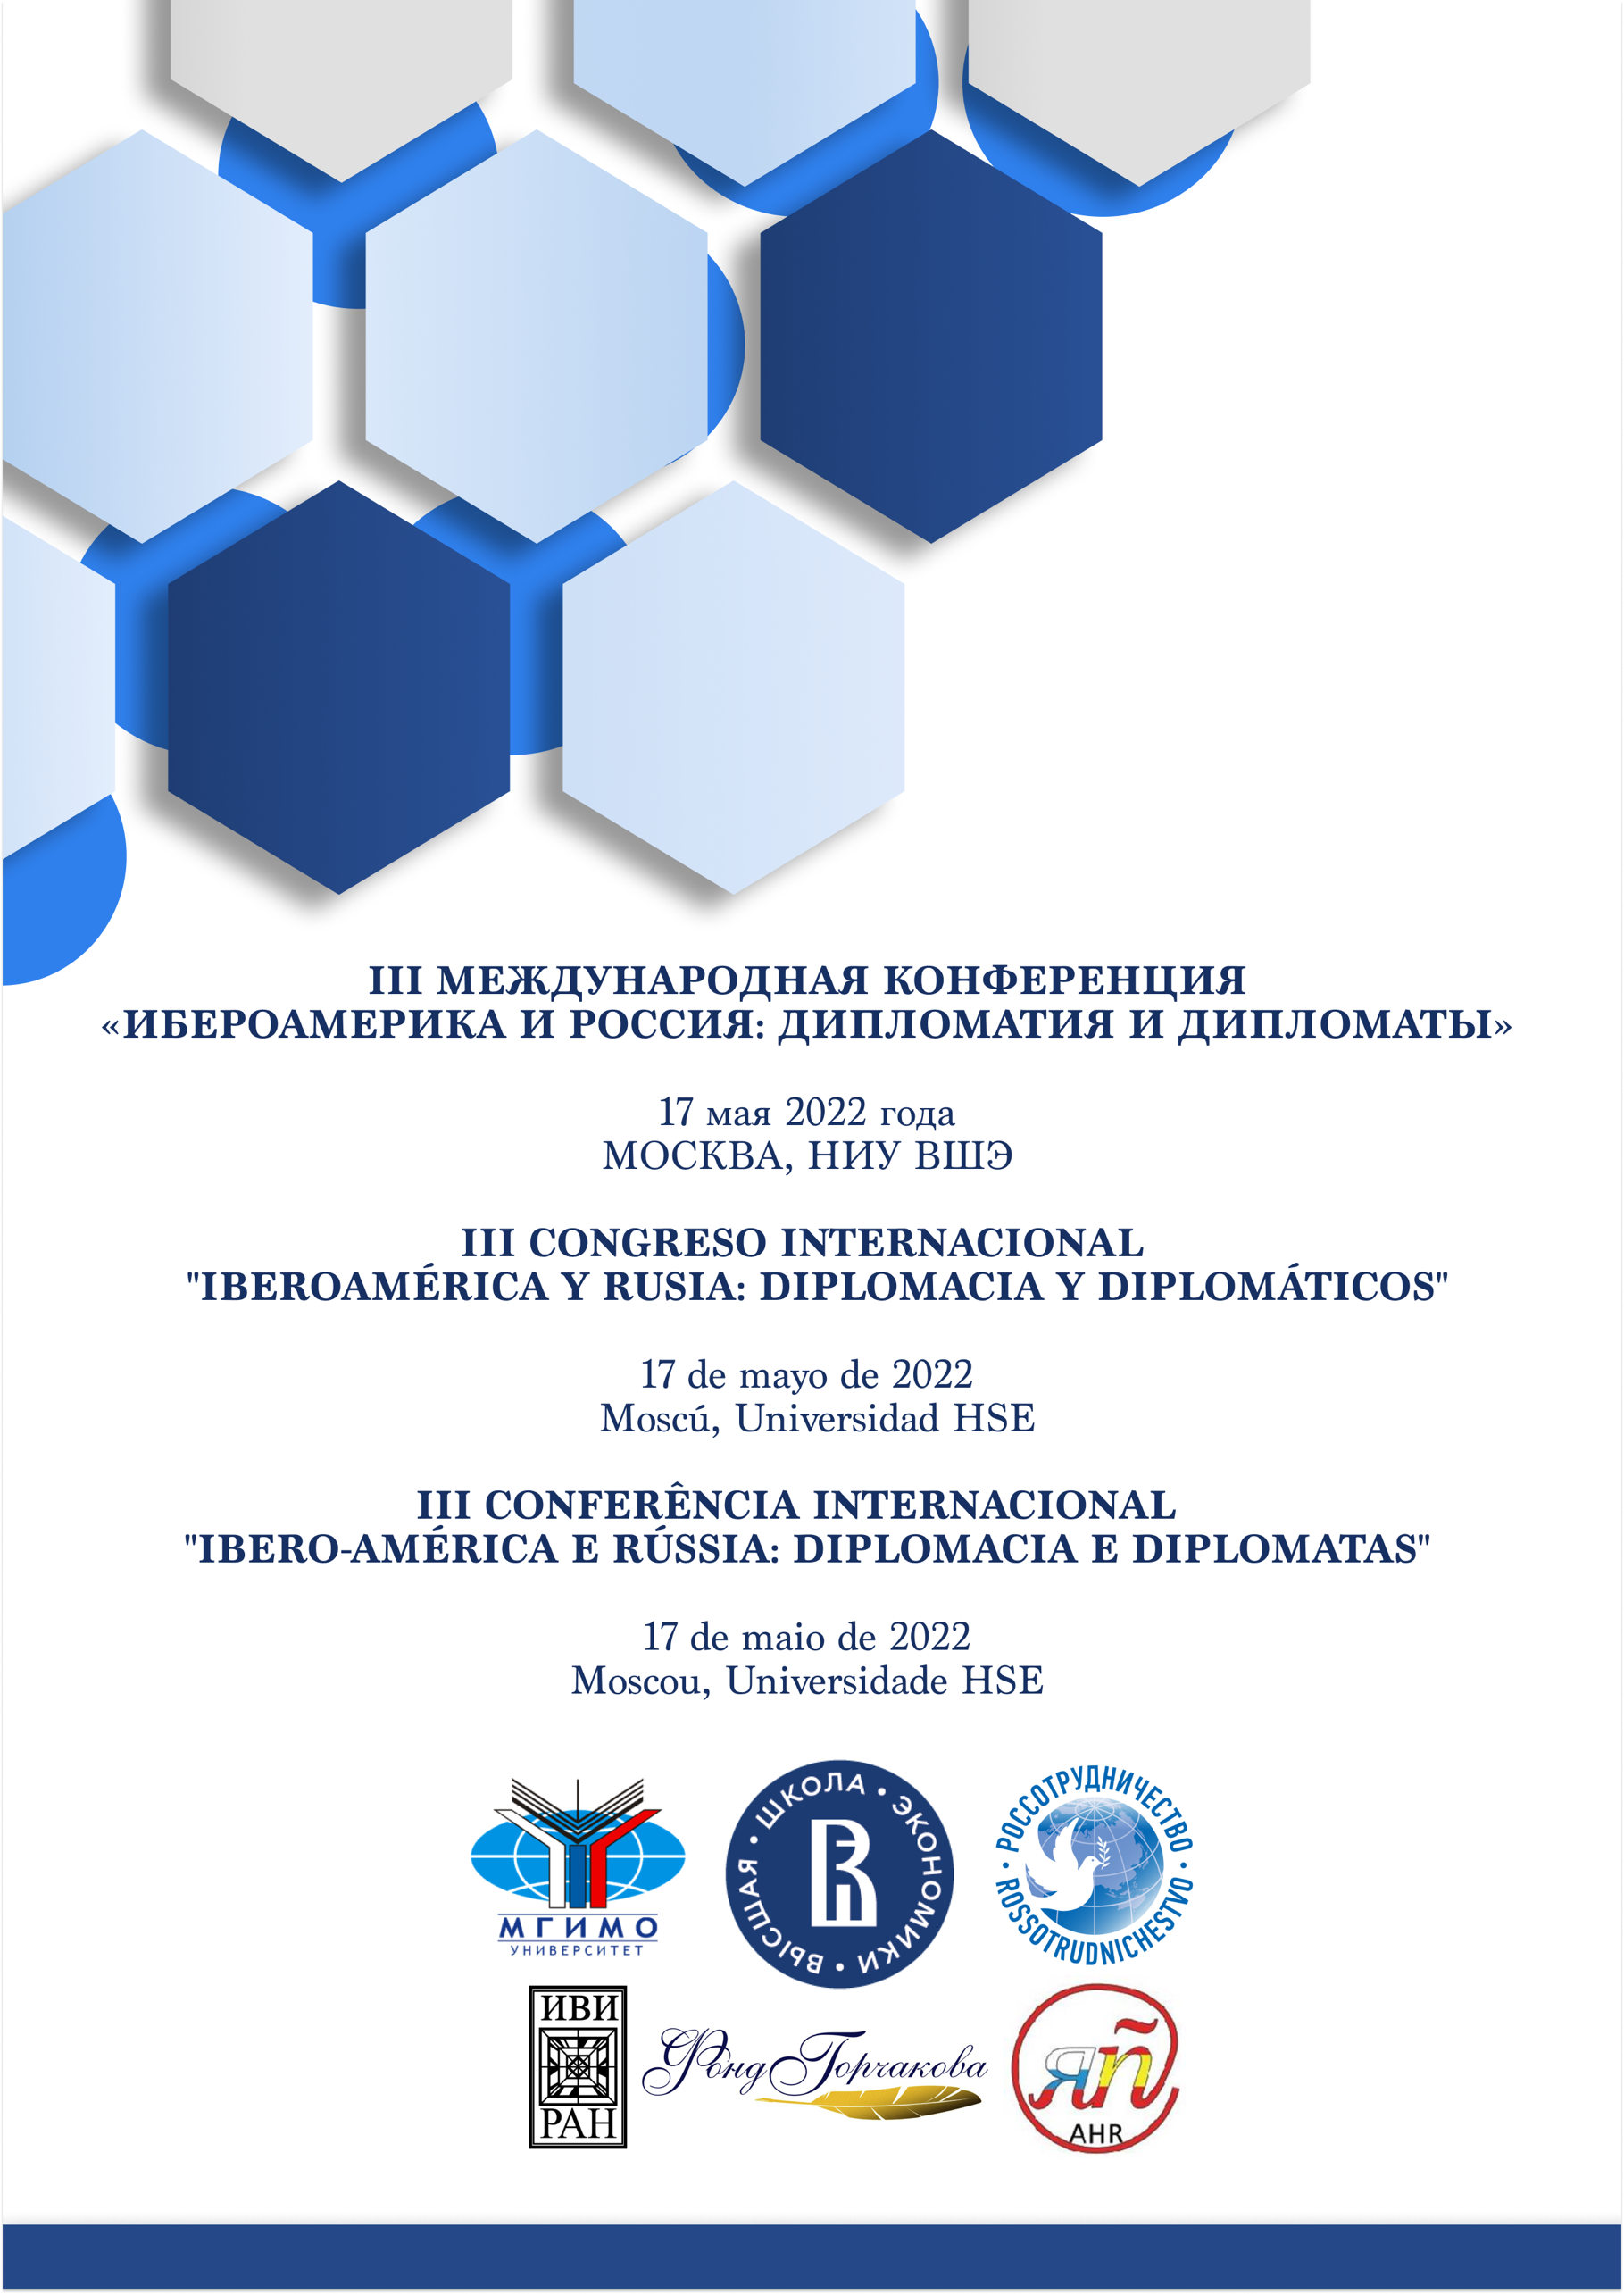 III МЕЖДУНАРОДНАЯ КОНФЕРЕНЦИЯ
«ИБЕРОАМЕРИКА И РОССИЯ: ДИПЛОМАТИЯ И ДИПЛОМАТЫ»
17 мая 2022 года
МОСКВА, НИУ ВШЭ
III CONGRESO INTERNACIONAL
"IBEROAMÉRICA Y RUSIA: DIPLOMACIA Y DIPLOMÁTICOS"
17 de mayo de 2022
Moscú, Universidad HSE
III CONFERÊNCIA INTERNACIONAL
"IBERO-AMÉRICA E RÚSSIA: DIPLOMACIA E DIPLOMATAS"
17 de maio de 2022
Moscou, Universidade HSE
МГИМО
УНИВЕРСИТЕТ
ВЫСШАЯ • ШКОЛА • ЭКОНОМИКИ •
• РОССОТРУДНИЧЕСТВО •
ROSSOTRUDNICHESTVO
ИВИ
РАН
Фонд Горчакова
яñ
AHR